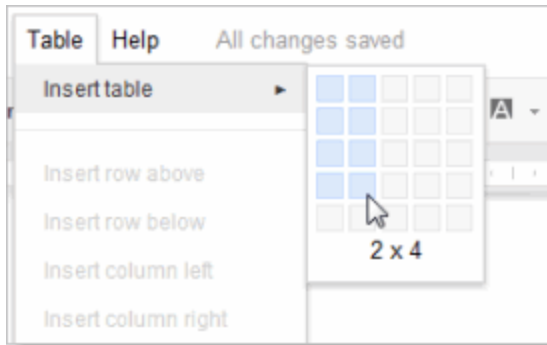 Table Help All changes saved
Insert table
A
Insert row above
Insert row below
Insert column left
Insert column right
2 x 4